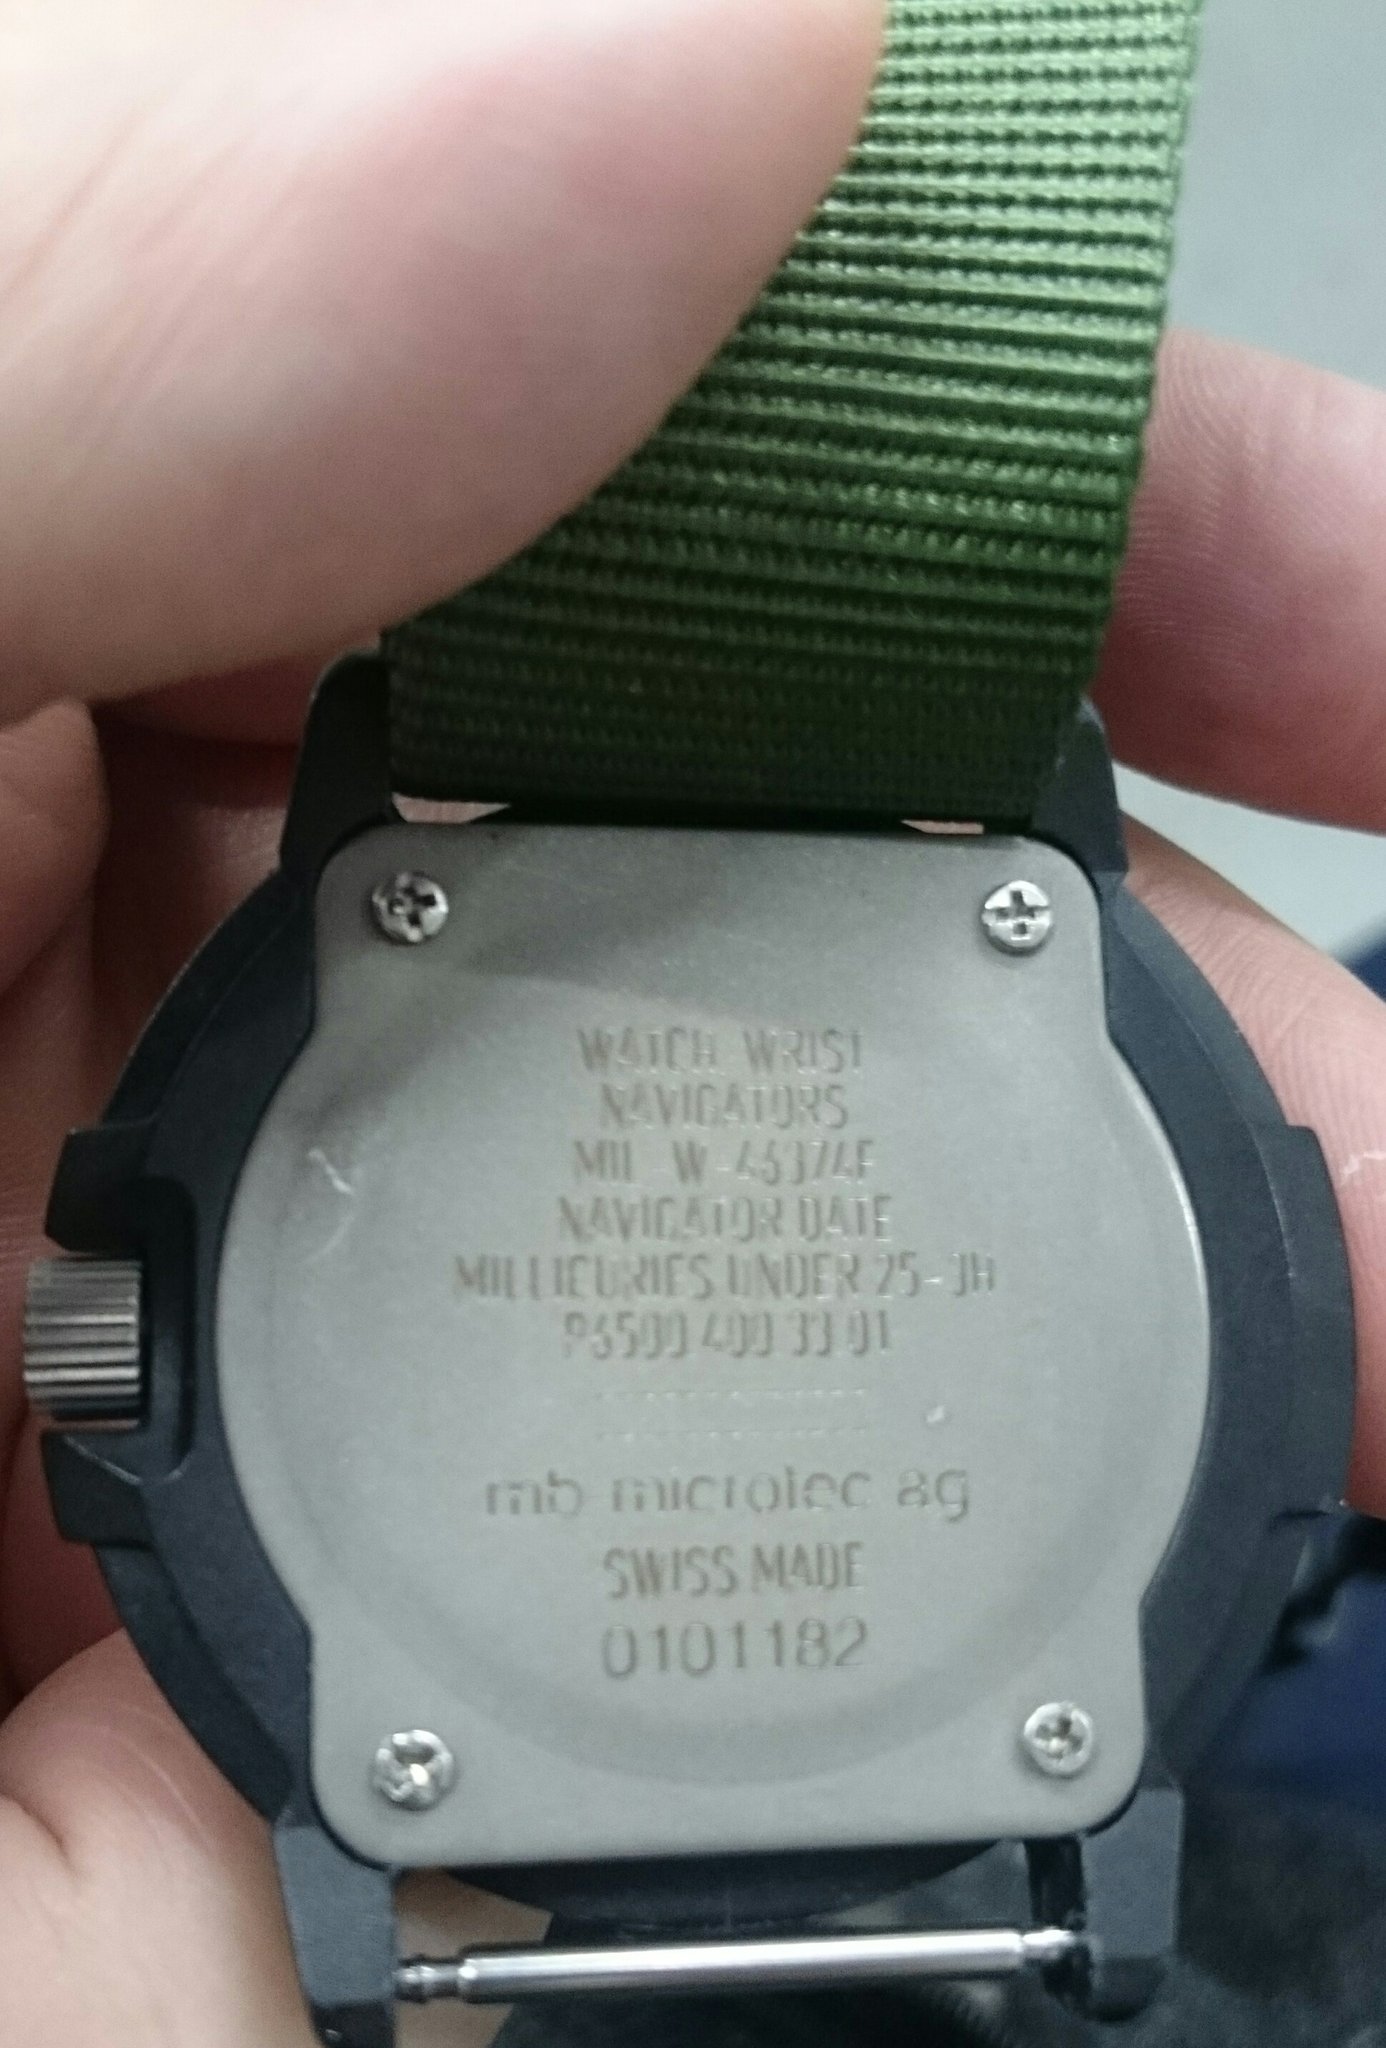 WATCH, WRIST
NAVIGATORS
MIL-W-46374F
NAVIGATOR DATE
MILLICURIES UNDER 25-3H
P6500 400 33 01
mb-microtec ag
SWISS MADE
0101182